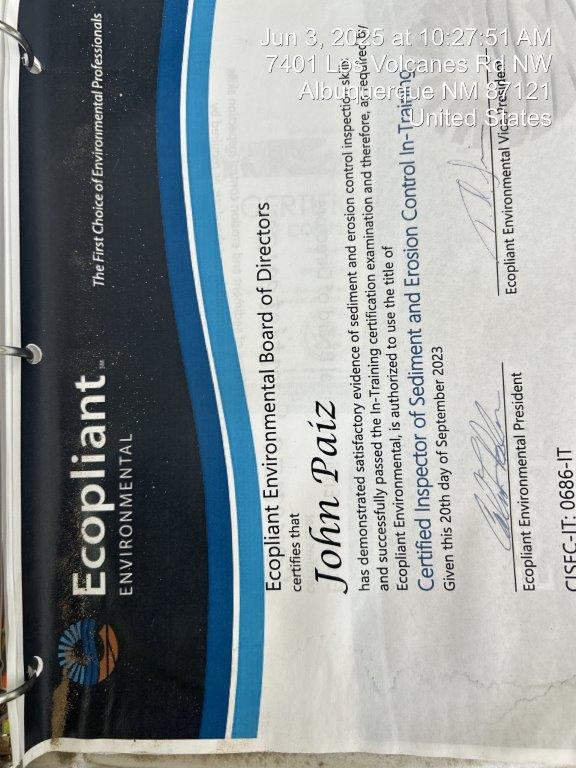 Jun 3, 2025 at 10:27:51 AM
7401 Los Volcanes Rd NW
Albuquerque NM 87121
United States
Ecopliant SM
ENVIRONMENTAL
The First Choice of Environmental Professionals
Ecopliant Environmental Board of Directors
certifies that
John Paiz
has demonstrated satisfactory evidence of sediment and erosion control inspection skills
and successfully passed the In-Training certification examination and therefore, as required by
Ecopliant Environmental, is authorized to use the title of
Certified Inspector of Sediment and Erosion Control In-Training
Given this 20th day of September 2023
Ecopliant Environmental President
Ecopliant Environmental Vice President
CISEC-IT: 0686-IT